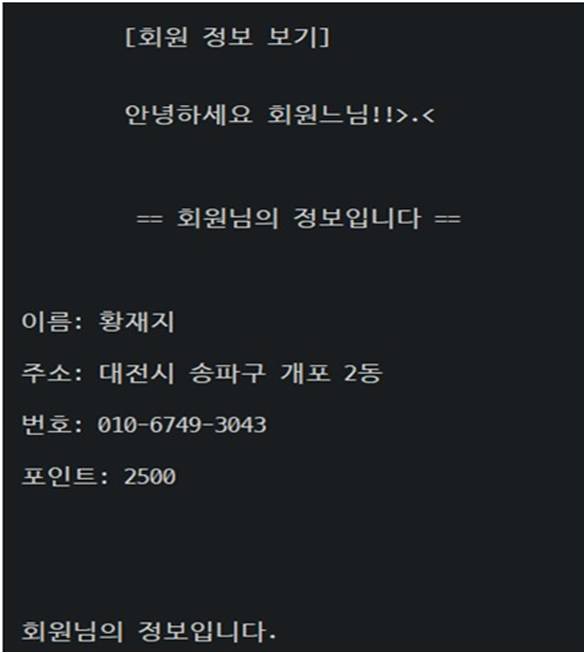 [회원 정보 보기]
안녕하세요 회원느님!!>.<
== 회원님의 정보입니다 ==
이름: 황재지
주소: 대전시 송파구 개포 2동
번호: 010-6749-3043
포인트: 2500
회원님의 정보입니다.